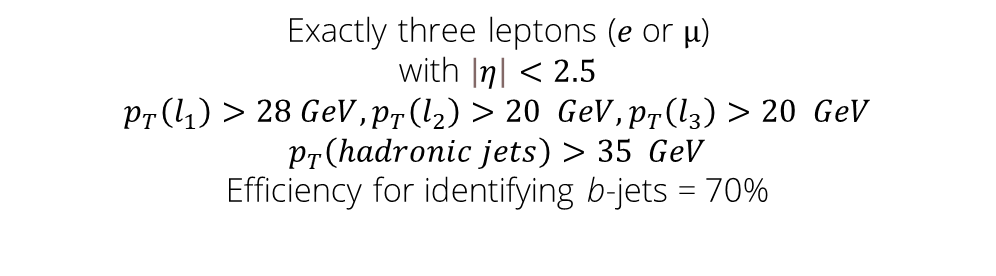 Exactly three leptons (e or μ)
with |η| < 2.5
p_T(l_1) > 28 GeV, p_T(l_2) > 20 GeV, p_T(l_3) > 20 GeV
p_T(hadronic jets) > 35 GeV
Efficiency for identifying b-jets = 70%